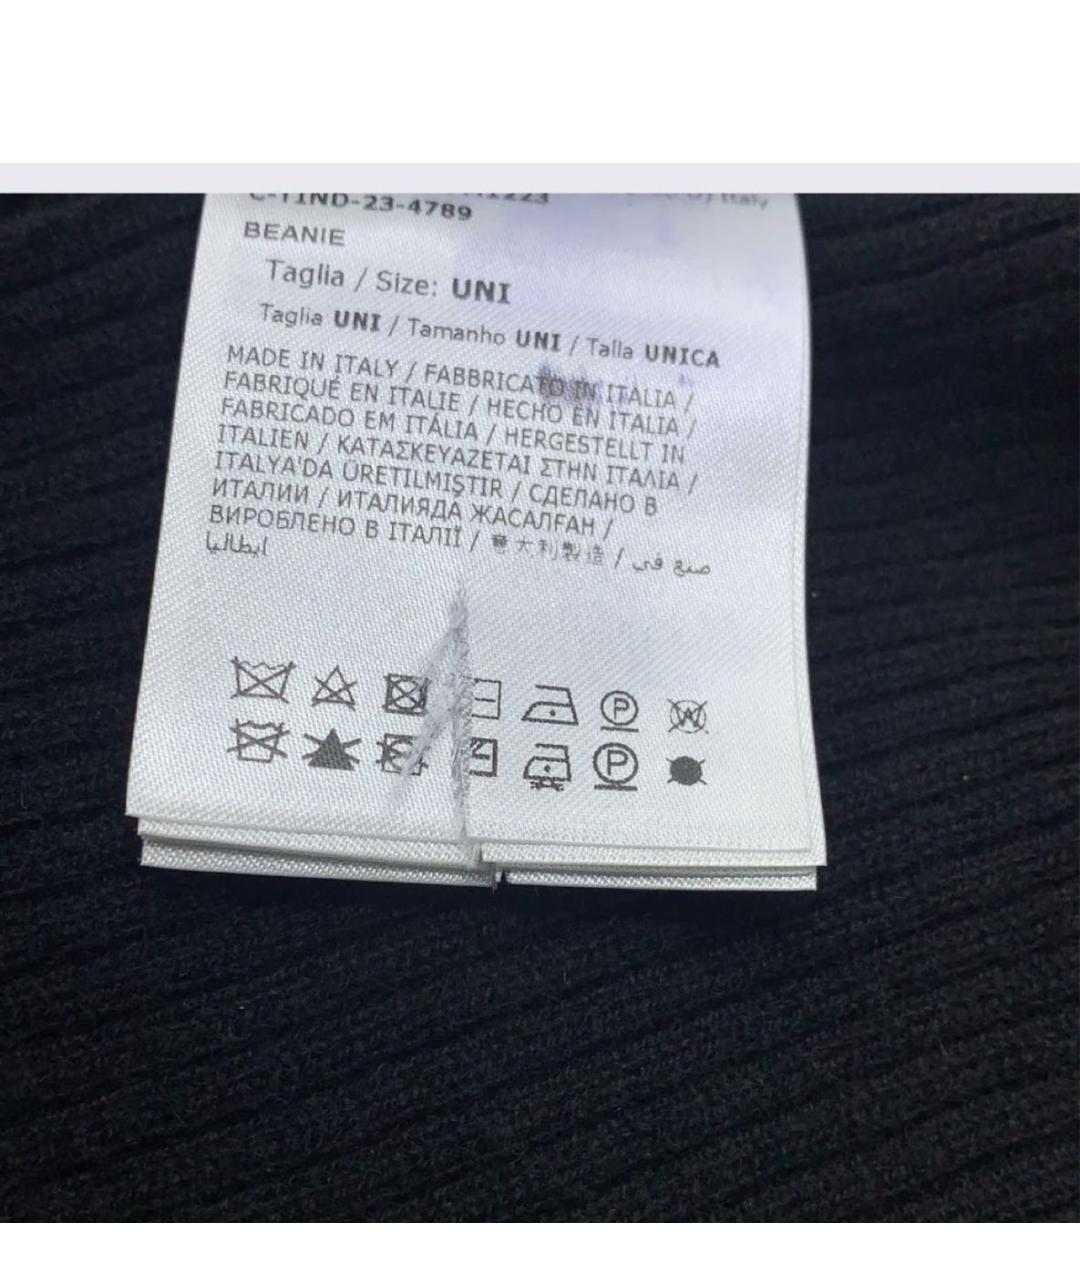 -23-4789
BEANIE
Taglia / Size: UNI
Taglia UNI / Tamanho UNI / Talla UNICA
MADE IN ITALY / FABBRICATO IN ITALIA /
FABRIQUÉ EN ITALIE / HECHO EN ITALIA /
FABRICADO EM ITÁLIA / HERGESTELLT IN
ITALIEN / ΚΑΤΑΣΚΕΥΑΖΕΤΑΙ ΣΤΗΝ ΙΤΑΛΙΑ /
ITALYA'DA ÜRETILMIŞTIR / СДЕЛАНО В
ИТАЛИИ / ИТАЛИЯДА ЖАСАЛҒАН /
ВИРОБЛЕНО В ІТАЛІЇ / 意大利製造 / صنع في
ايطاليا
P W
P